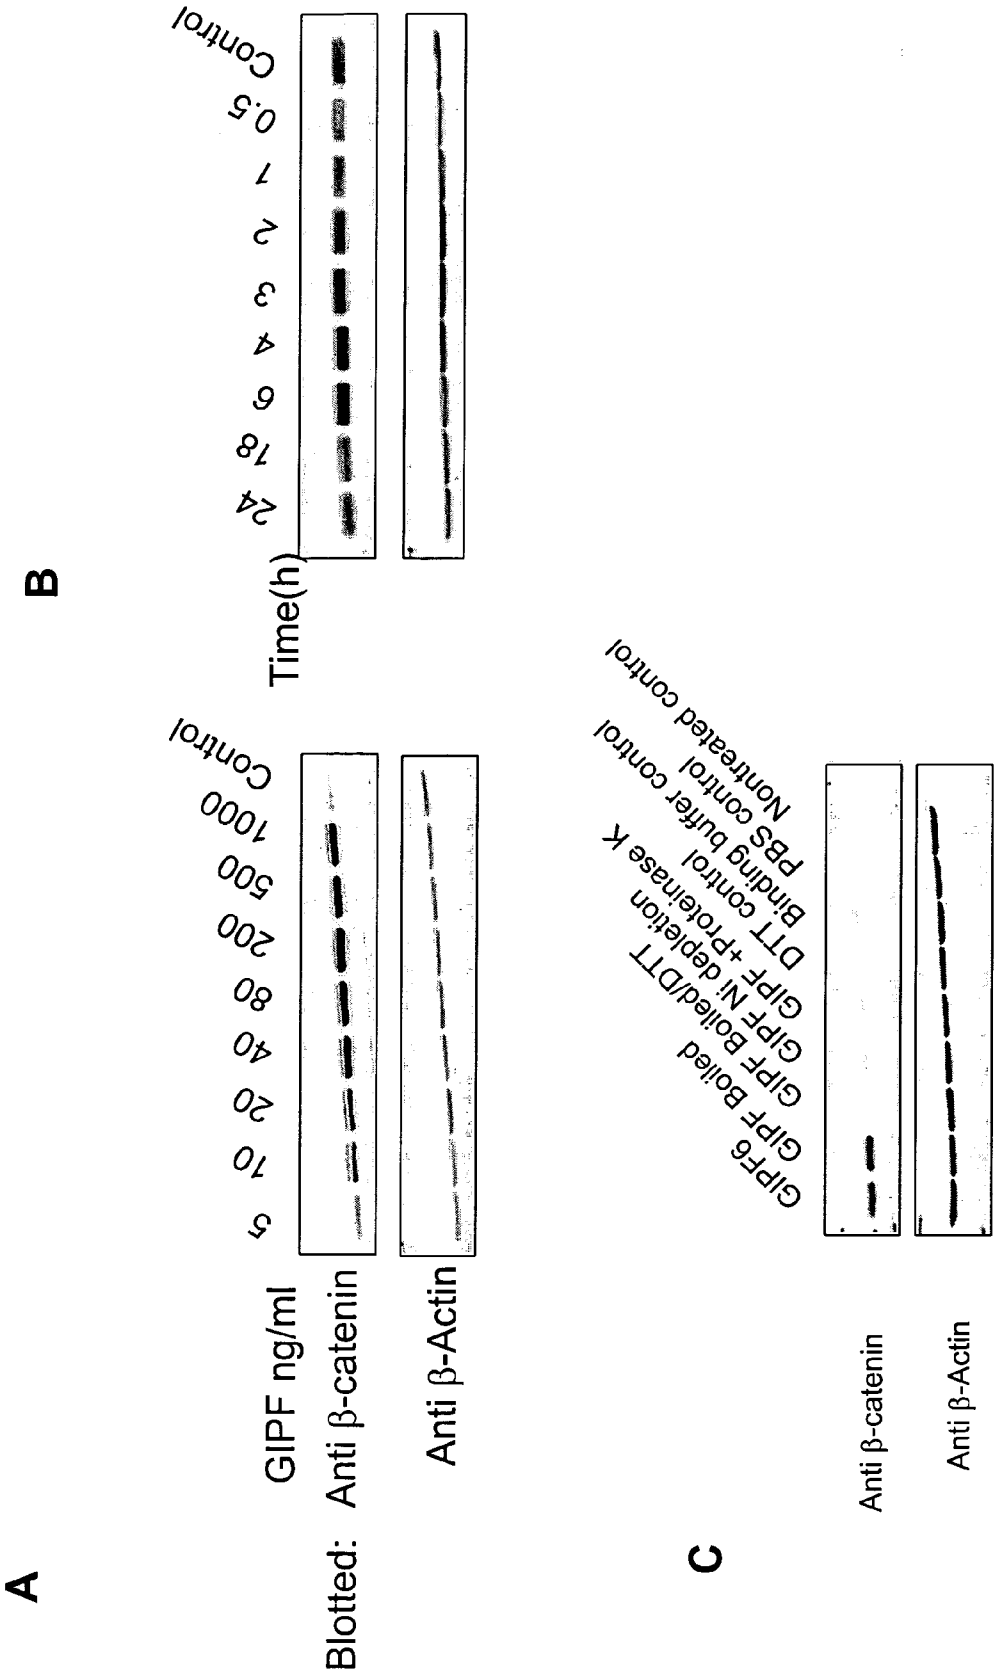 A
GIPF ng/ml 5 10 20 40 80 200 500 1000 Control
Blotted: Anti β-catenin
Anti β-Actin
B
Time(h) 24 18 6 4 3 2 1 0.5 Control
C
GIPF6
GIPF Boiled
GIPF Boiled/DTT
GIPF Ni depletion
GIPF +Proteinase K
DTT control
Binding buffer control
PBS control
Nontreated control
Anti β-catenin
Anti β-Actin